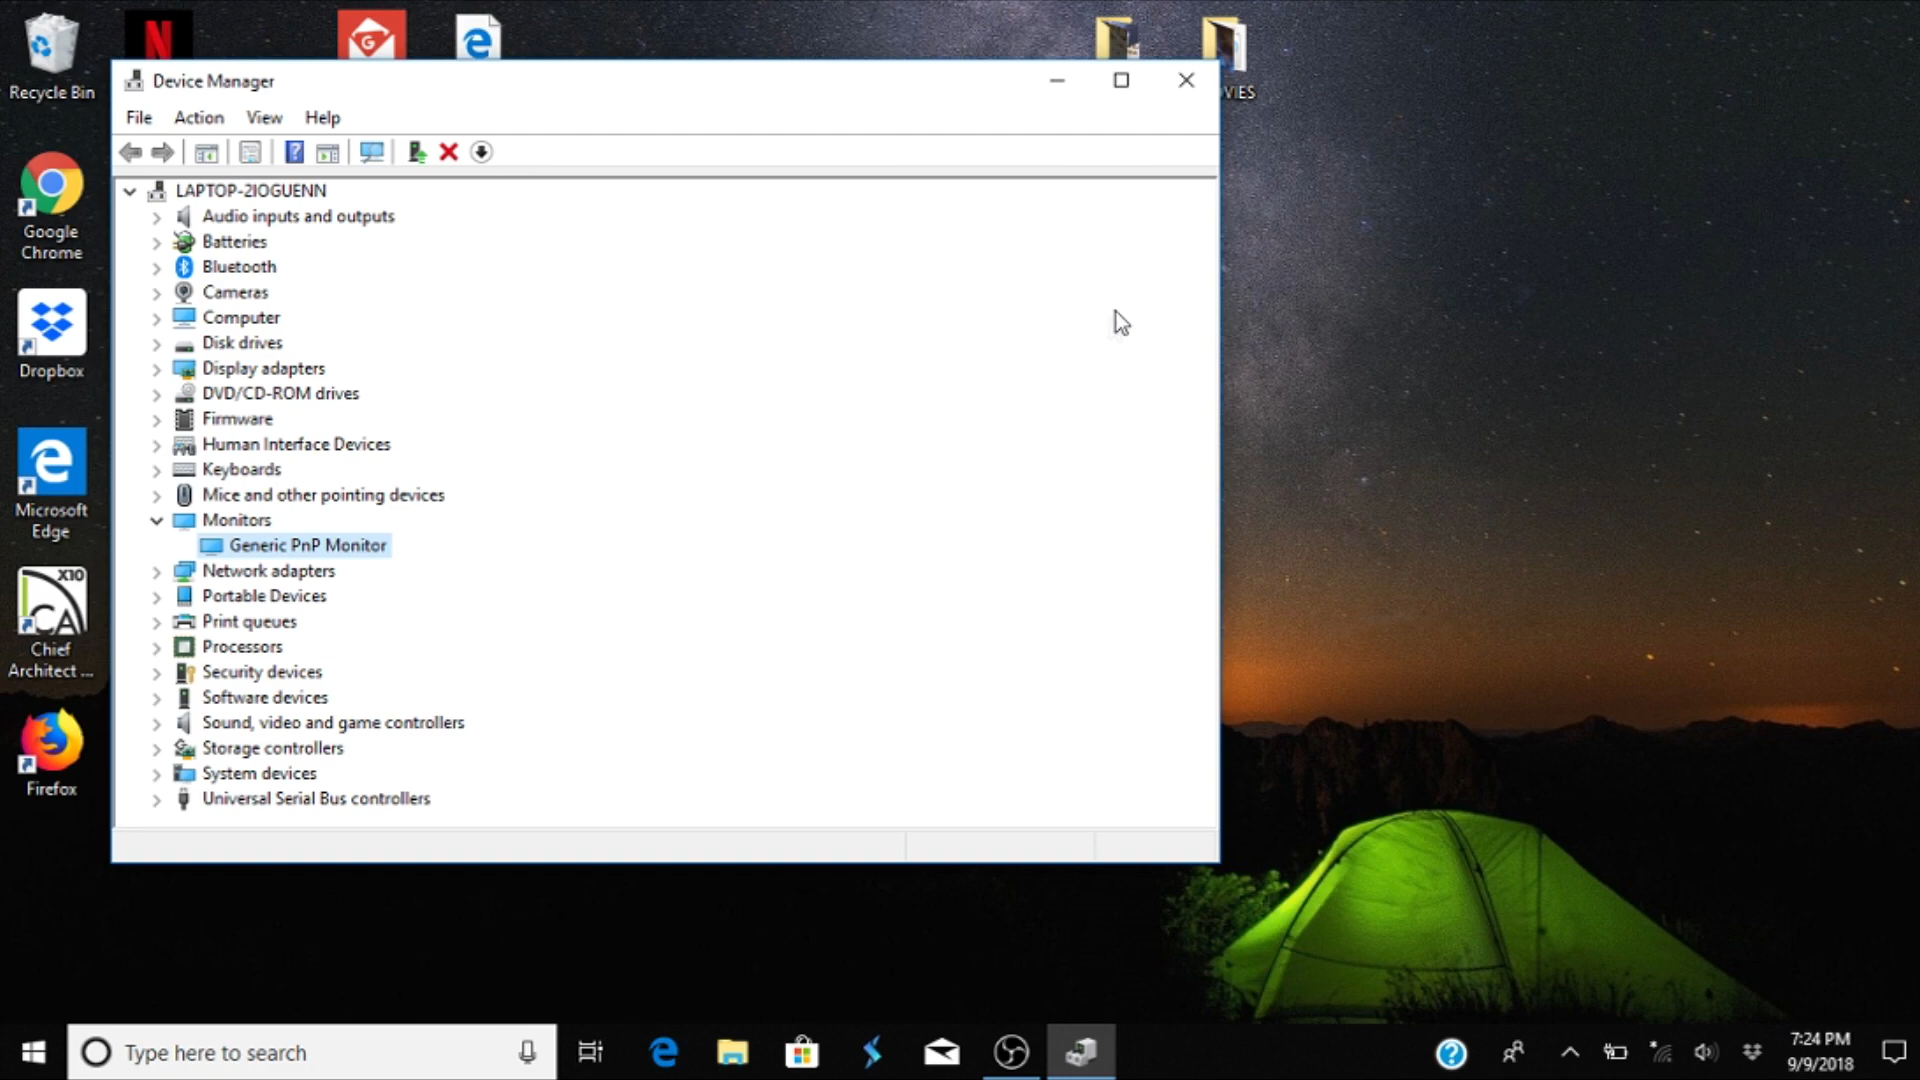 Recycle Bin
VIES
Device Manager
File Action View Help
LAPTOP-2IOGUENN
Audio inputs and outputs
Batteries
Bluetooth
Cameras
Computer
Disk drives
Display adapters
DVD/CD-ROM drives
Firmware
Human Interface Devices
Keyboards
Mice and other pointing devices
Monitors
Generic PnP Monitor
Network adapters
Portable Devices
Print queues
Processors
Security devices
Software devices
Sound, video and game controllers
Storage controllers
System devices
Universal Serial Bus controllers
Google
Chrome
Dropbox
Microsoft
Edge
X10
CA
Chief
Architect ...
Firefox
Type here to search
7:24 PM
9/9/2018